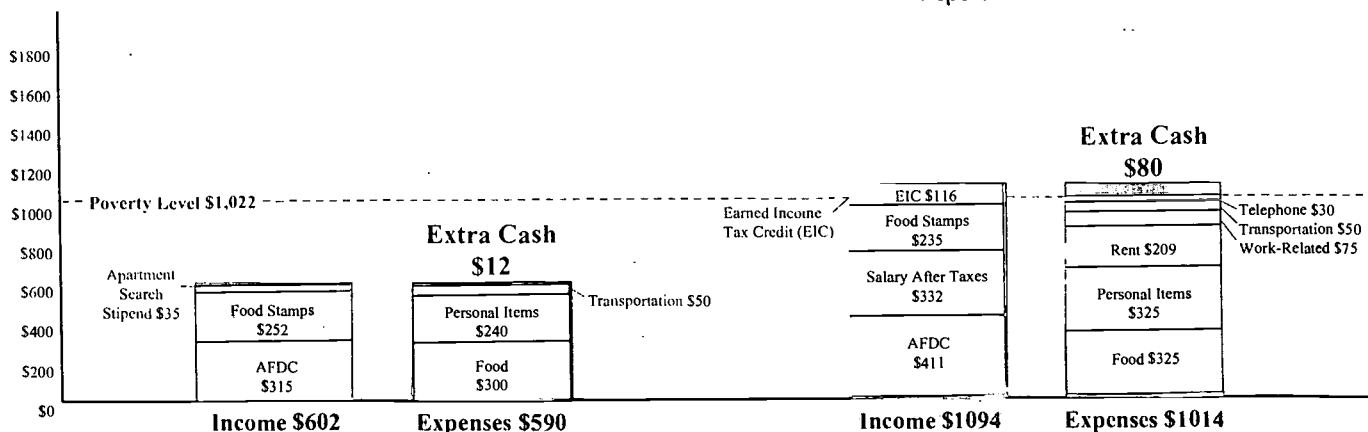 $1800
$1600
$1400
$1200
$1000
$800
$600
$400
$200
$0
Poverty Level $1,022
Apartment
Search
Stipend $35
Food Stamps
$252
AFDC
$315
Income $602
Extra Cash
$12
Transportation $50
Personal Items
$240
Food
$300
Expenses $590
Earned Income
Tax Credit (EIC)
EIC $116
Food Stamps
$235
Salary After Taxes
$332
AFDC
$411
Income $1094
Extra Cash
$80
Telephone $30
Transportation $50
Work-Related $75
Rent $209
Personal Items
$325
Food $325
Expenses $1014